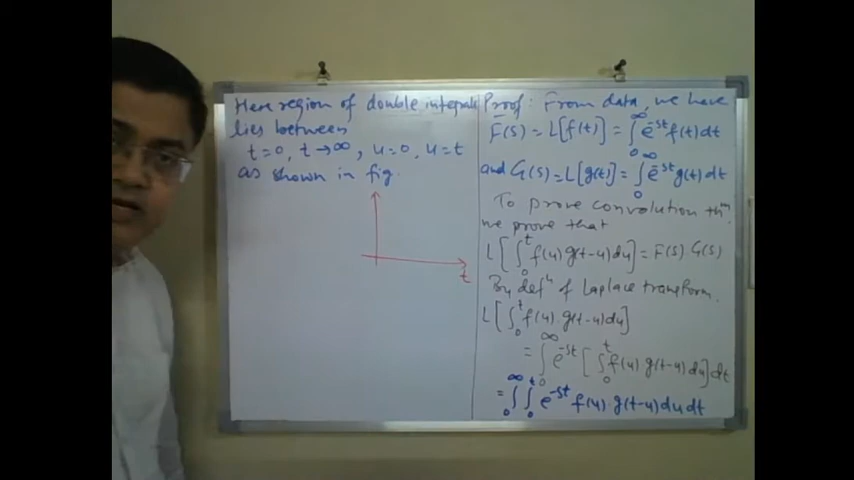 Here region of double integrals
lies between
t=0, t→∞, u=0, u=t
as shown in fig.
t
Proof: From data, we have
F(s) = L[f(t)] = ∫₀^∞ e^-st f(t)dt
and G(s) = L[g(t)] = ∫₀^∞ e^-st g(t)dt
To prove convolution thm.
we prove that
L[∫₀^t f(u) g(t-u)du] = F(s) G(s)
By defn of Laplace transform.
L[∫₀^t f(u) g(t-u)du]
= ∫₀^∞ e^-st [∫₀^t f(u) g(t-u)du]dt
= ∫₀^∞ ∫₀^t e^-st f(u) g(t-u)du dt